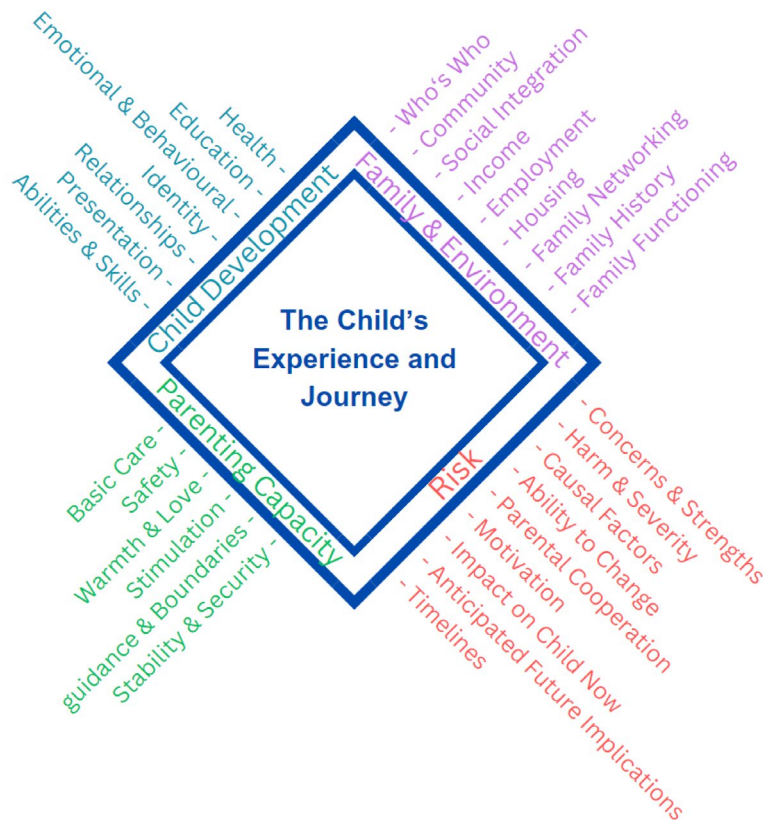 Emotional & Behavioural -
Health -
Education -
Identity -
Relationships -
Presentation -
Abilities & Skills -
Child Development
- Who's Who
- Community
- Social Integration
- Income
- Employment
- Housing
- Family Networking
- Family History
- Family Functioning
Family & Environment
The Child's
Experience and
Journey
Parenting Capacity
Basic Care -
Safety -
Warmth & Love -
Stimulation -
guidance & Boundaries -
Stability & Security -
Risk
- Concerns & Strengths
- Harm & Severity
- Causal Factors
- Ability to Change
- Parental Cooperation
- Motivation
- Impact on Child Now
- Anticipated Future Implications
- Timelines